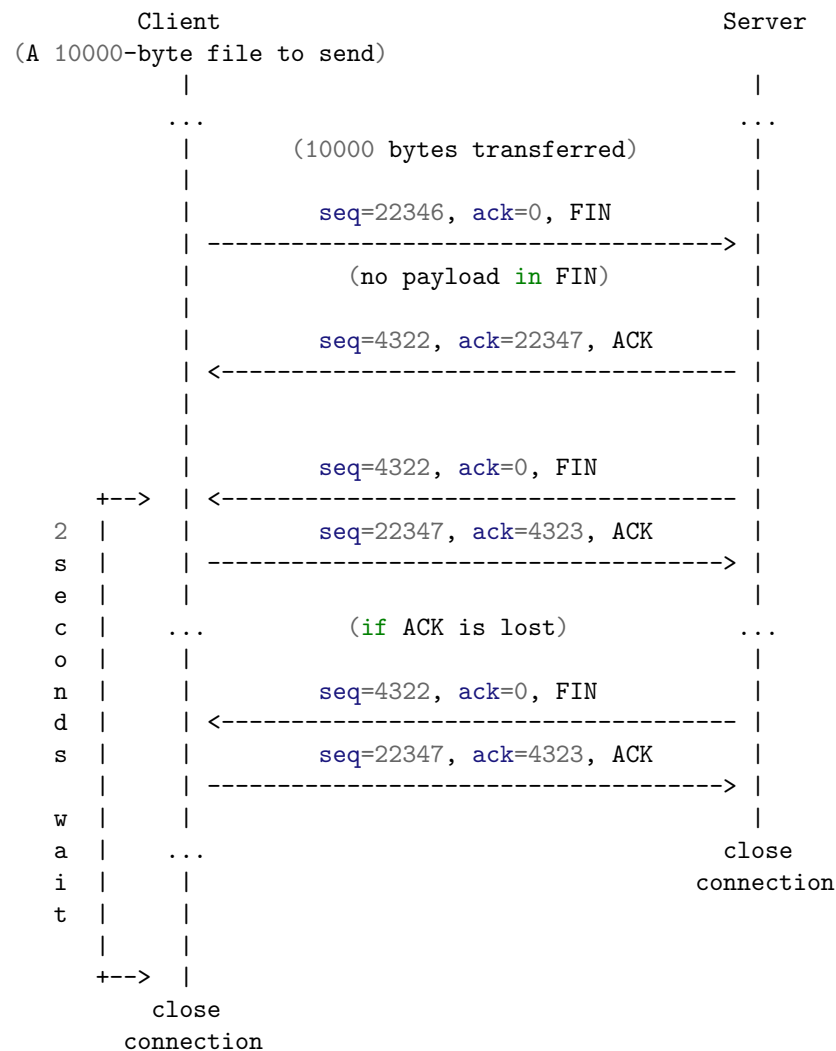 Client Server
(A 10000-byte file to send)
| |
... ...
| (10000 bytes transferred) |
| |
| seq=22346, ack=0, FIN |
| -------------------------------------> |
| (no payload in FIN) |
| |
| seq=4322, ack=22347, ACK |
| <------------------------------------- |
| |
| |
| seq=4322, ack=0, FIN |
+--> | <------------------------------------- |
2 | | seq=22347, ack=4323, ACK |
s | | -------------------------------------> |
e | | |
c | ... (if ACK is lost) ...
o | | |
n | | seq=4322, ack=0, FIN |
d | | <------------------------------------- |
s | | seq=22347, ack=4323, ACK |
| | -------------------------------------> |
w | | |
a | ... close
i | | connection
t | |
| |
+--> |
close
connection